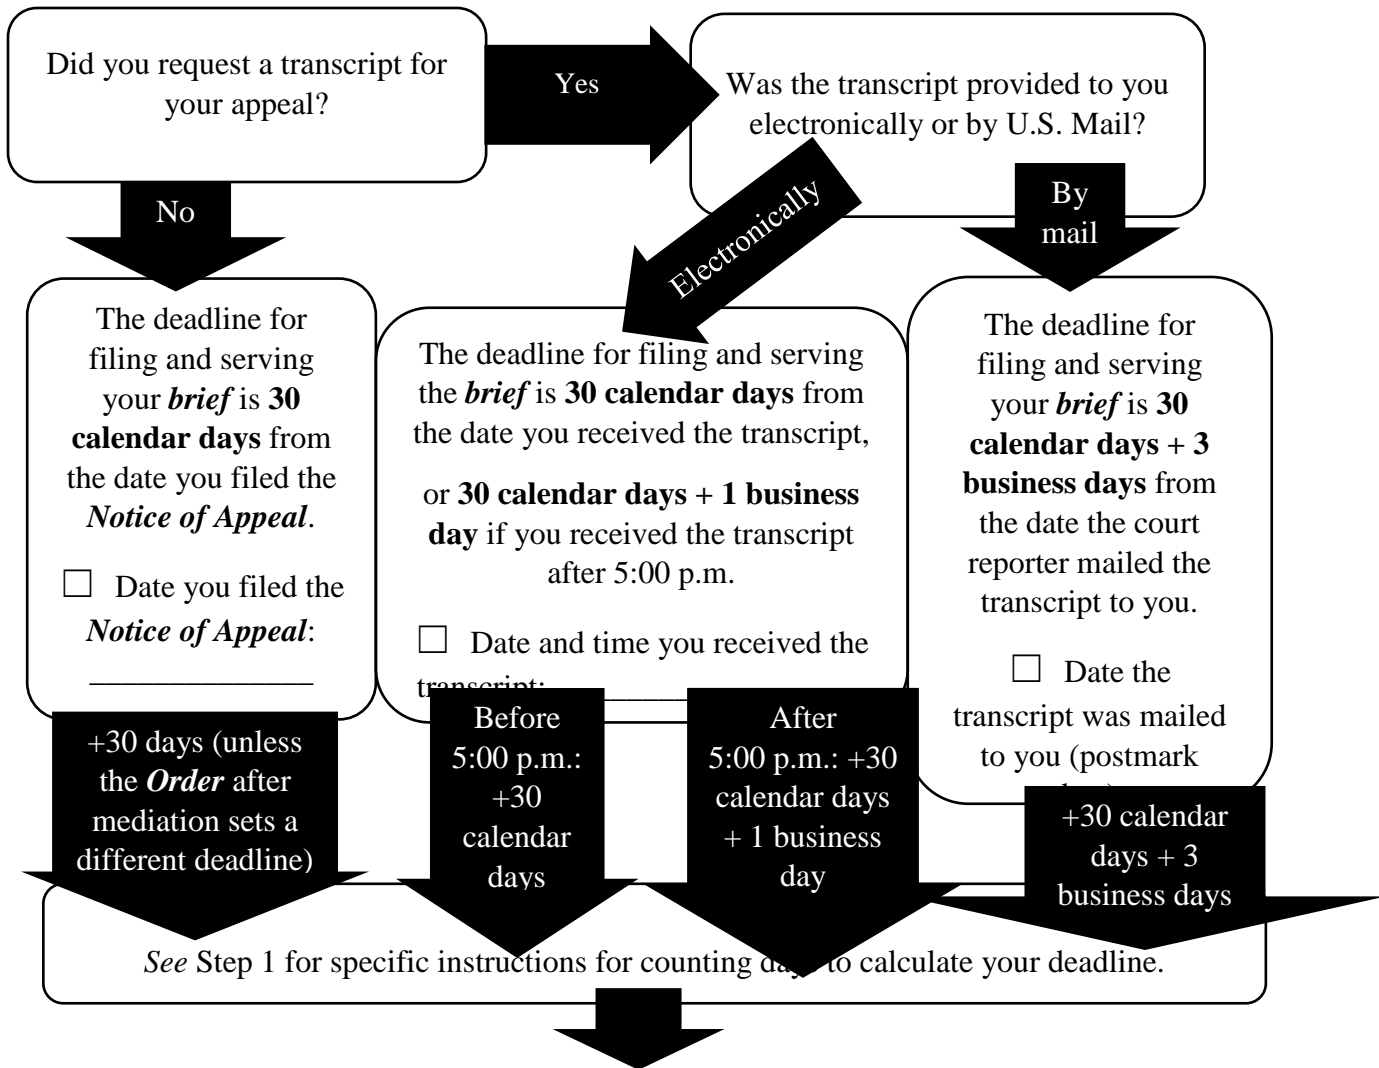 Did you request a transcript for
your appeal?
Yes
Was the transcript provided to you
electronically or by U.S. Mail?
No
Electronically
By
mail
The deadline for
filing and serving
your brief is 30
calendar days from
the date you filed the
Notice of Appeal.
☐ Date you filed the
Notice of Appeal:
______________
The deadline for filing and serving
the brief is 30 calendar days from
the date you received the transcript,
or 30 calendar days + 1 business
day if you received the transcript
after 5:00 p.m.
☐ Date and time you received the
transcript:
The deadline for
filing and serving
your brief is 30
calendar days + 3
business days from
the date the court
reporter mailed the
transcript to you.
☐ Date the
transcript was mailed
to you (postmark
+30 days (unless
the Order after
mediation sets a
different deadline)
Before
5:00 p.m.:
+30
calendar
days
After
5:00 p.m.: +30
calendar days
+ 1 business
day
+30 calendar
days + 3
business days
See Step 1 for specific instructions for counting days to calculate your deadline.